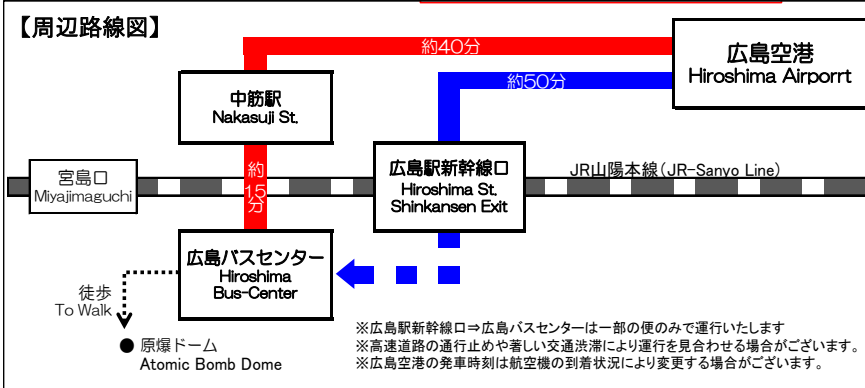 【周辺路線図】
約40分
広島空港
Hiroshima Airporrt
約50分
中筋駅
Nakasuji St.
約15分
宮島口
Miyajimaguchi
広島駅新幹線口
Hiroshima St.
Shinkansen Exit
JR山陽本線(JR-Sanyo Line)
広島バスセンター
Hiroshima
Bus-Center
徒歩
To Walk
● 原爆ドーム
Atomic Bomb Dome
※広島駅新幹線口⇒広島バスセンターは一部の便のみで運行いたします
※高速道路の通行止めや著しい交通渋滞により運行を見合わせる場合がございます。
※広島空港の発車時刻は航空機の到着状況により変更する場合がございます。